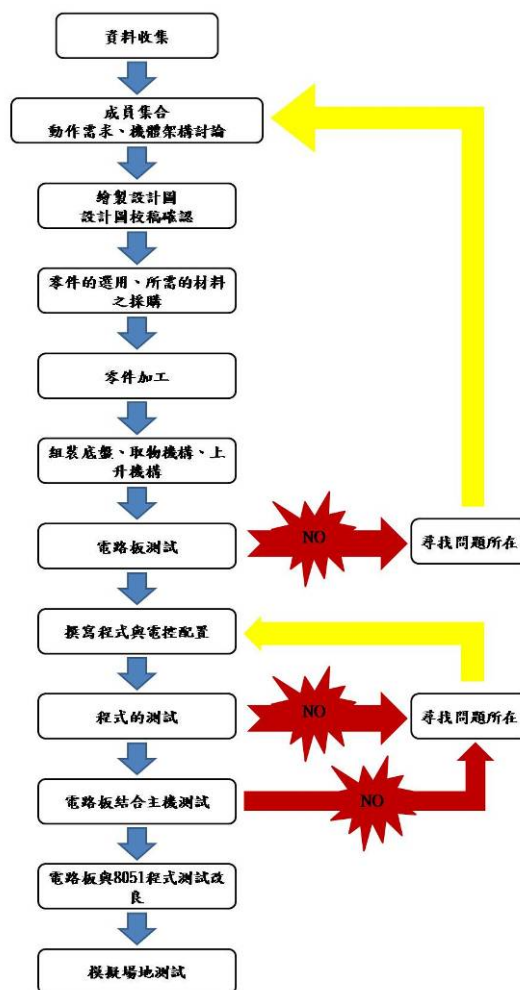 資料收集
成員集合
動作需求、機體架構討論
繪製設計圖
設計圖校稿確認
零件的選用、所需的材料
之採購
零件加工
組裝底盤、取物機構、上
升機構
電路板測試
NO
尋找問題所在
撰寫程式與電控配置
程式的測試
NO
尋找問題所在
電路板結合主機測試
NO
電路板與8051程式測試改
良
模擬場地測試